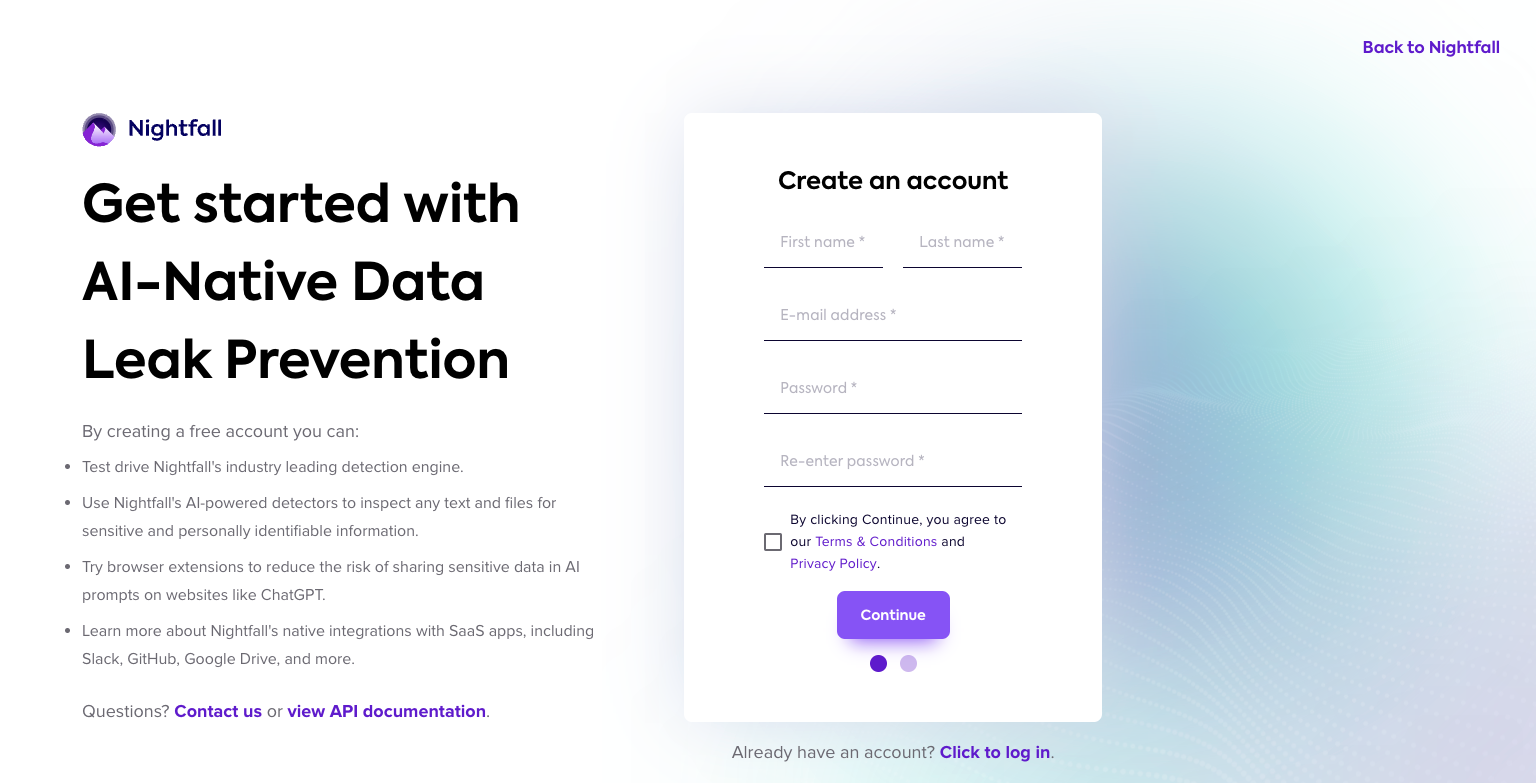 Back to Nightfall
Nightfall
Get started with
AI-Native Data
Leak Prevention
By creating a free account you can:
• Test drive Nightfall's industry leading detection engine.
• Use Nightfall's AI-powered detectors to inspect any text and files for
sensitive and personally identifiable information.
• Try browser extensions to reduce the risk of sharing sensitive data in AI
prompts on websites like ChatGPT.
• Learn more about Nightfall's native integrations with SaaS apps, including
Slack, GitHub, Google Drive, and more.
Questions? Contact us or view API documentation.
Create an account
First name * Last name *
E-mail address *
Password *
Re-enter password *
By clicking Continue, you agree to
our Terms & Conditions and
Privacy Policy.
Continue
Already have an account? Click to log in.